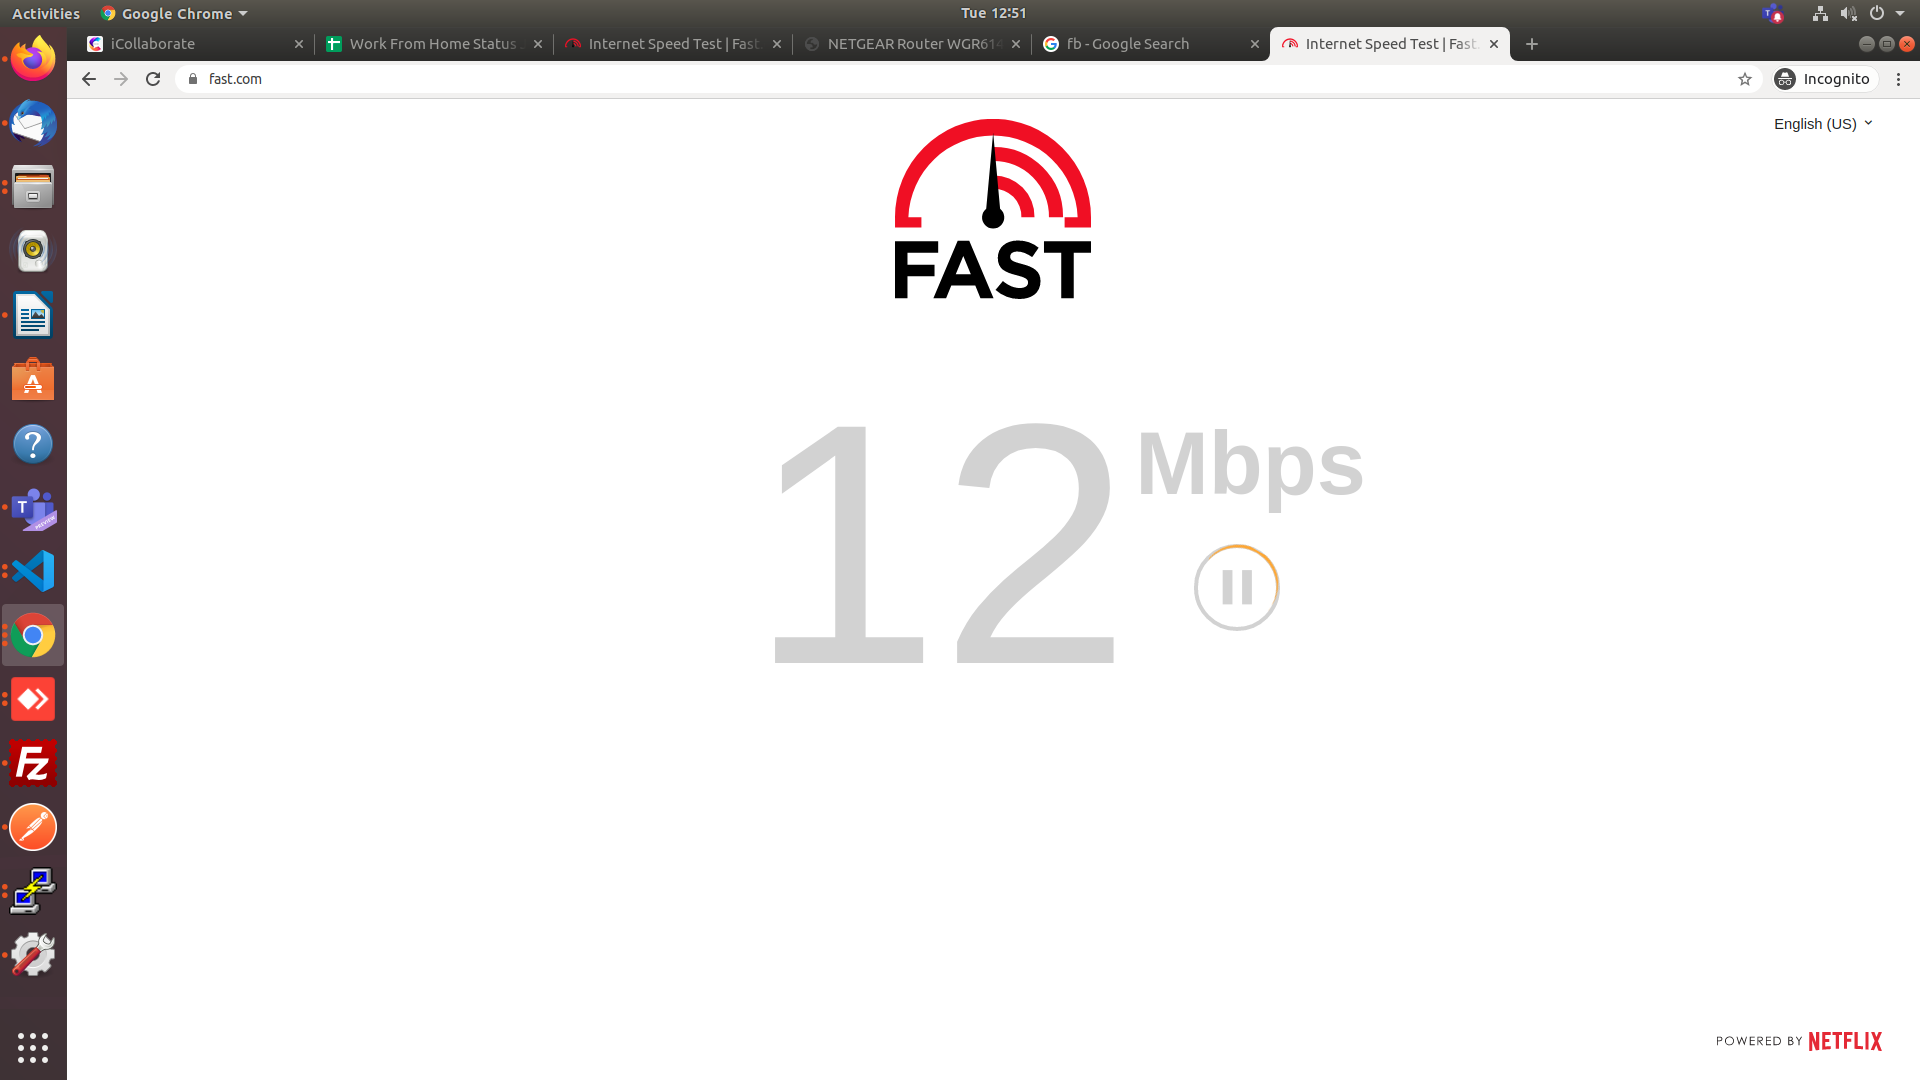 Activities
Google Chrome
Tue 12:51
iCollaborate
Work From Home Status
Internet Speed Test | Fast.
NETGEAR Router WGR614
fb - Google Search
Internet Speed Test | Fast.
fast.com
Incognito
English (US)
FAST
12 Mbps
POWERED BY NETFLIX